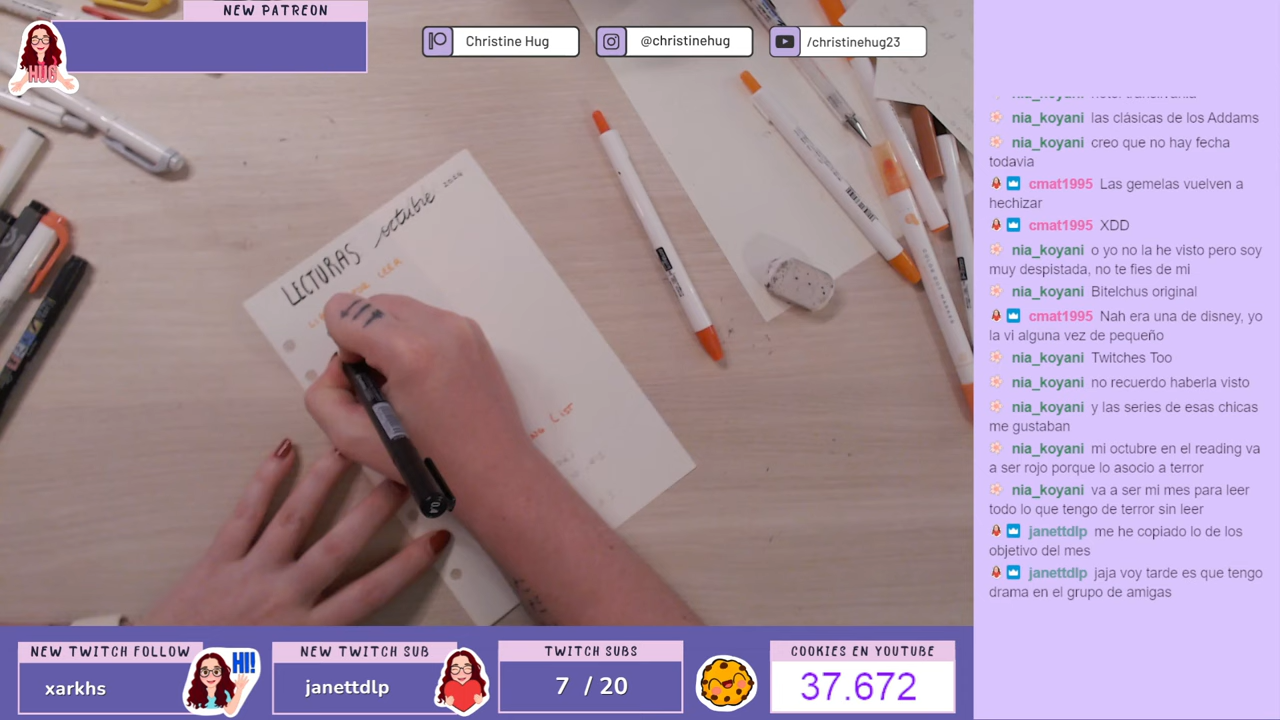 NEW PATREON
HUG
Christine Hug
@christinehug
/christinehug23
LECTURAS octubre
LEER
nia_koyani las clásicas de los Addams
nia_koyani creo que no hay fecha
todavia
cmat1995 Las gemelas vuelven a
hechizar
cmat1995 XDD
nia_koyani o yo no la he visto pero soy
muy despistada, no te fies de mi
nia_koyani Bitelchus original
cmat1995 Nah era una de disney, yo
la vi alguna vez de pequeño
nia_koyani Twitches Too
nia_koyani no recuerdo haberla visto
nia_koyani y las series de esas chicas
me gustaban
nia_koyani mi octubre en el reading va
a ser rojo porque lo asocio a terror
nia_koyani va a ser mi mes para leer
todo lo que tengo de terror sin leer
janettdlp me he copiado lo de los
objetivo del mes
janettdlp jaja voy tarde es que tengo
drama en el grupo de amigas
NEW TWITCH FOLLOW
xarkhs
HI!
NEW TWITCH SUB
janettdlp
TWITCH SUBS
7 / 20
COOKIES EN YOUTUBE
37.672